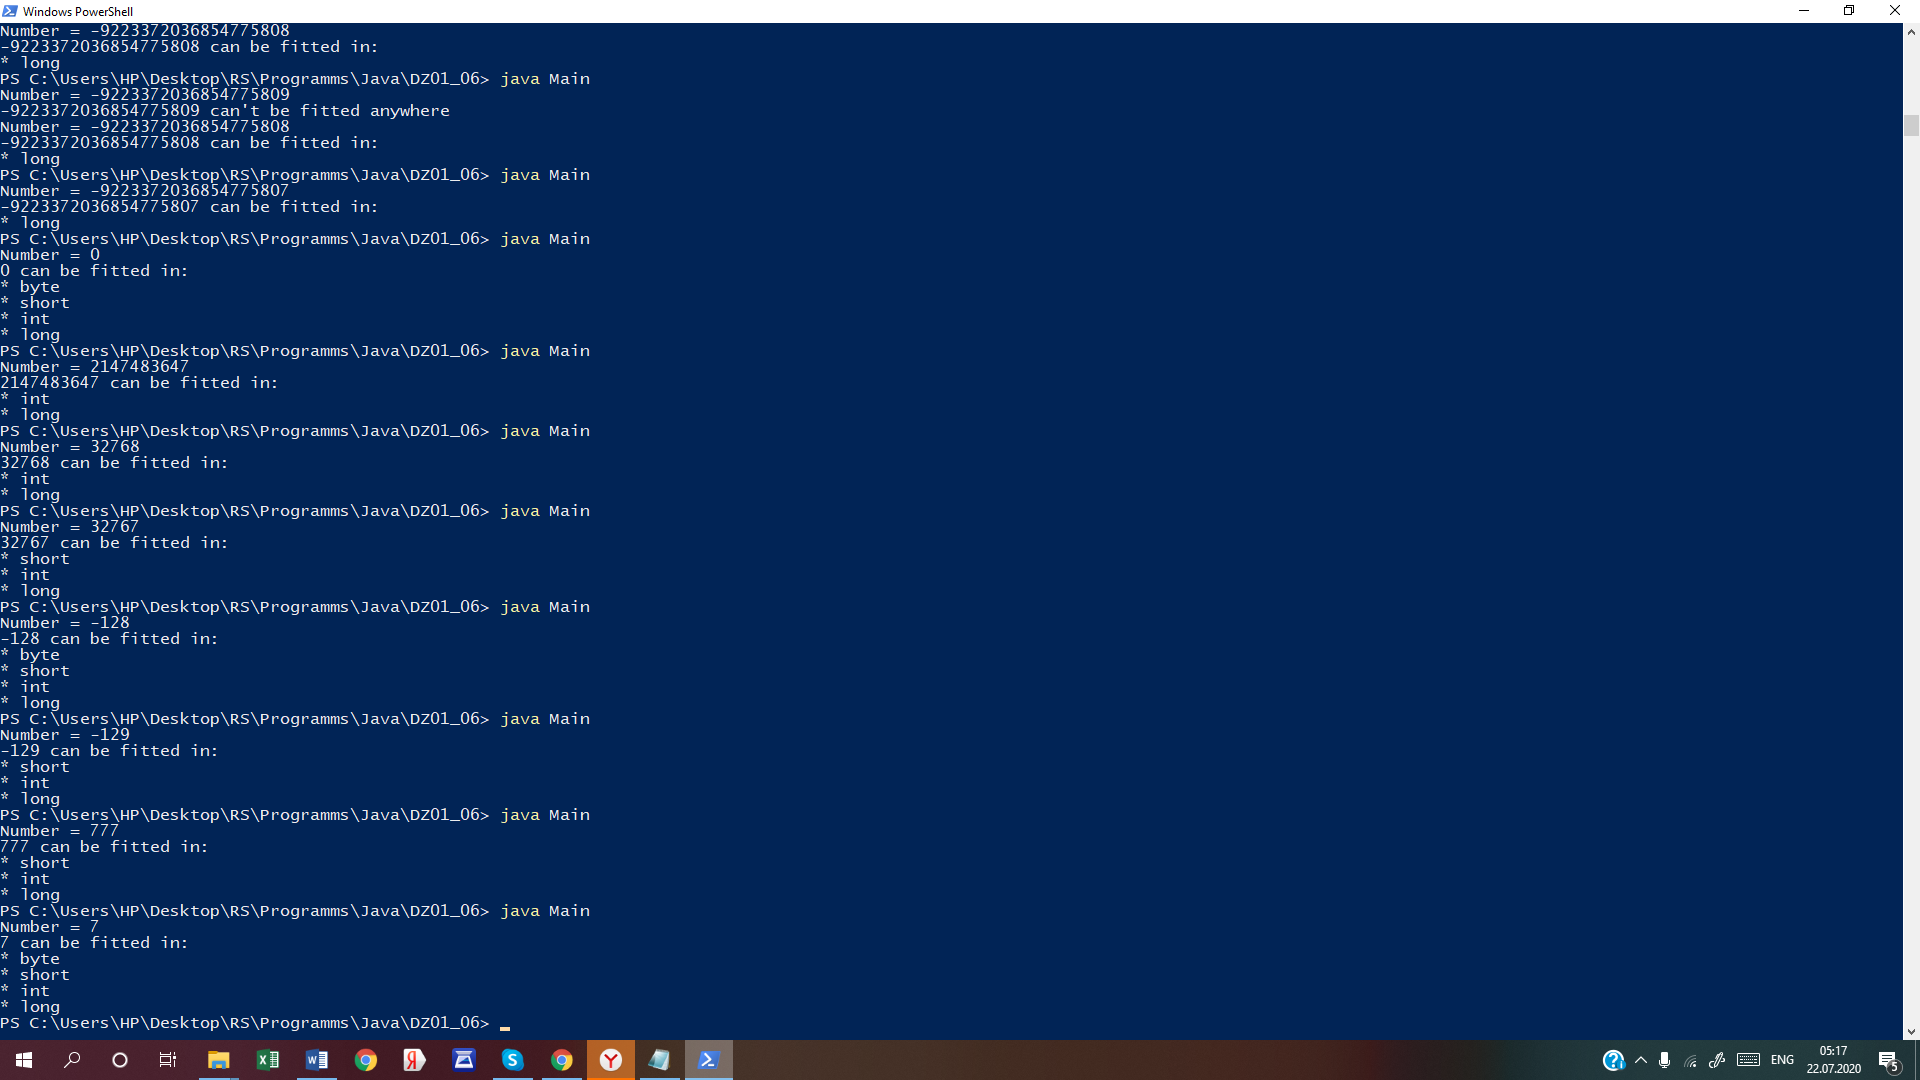 Windows PowerShell
Number = -9223372036854775808
-9223372036854775808 can be fitted in:
* long
PS C:\Users\HP\Desktop\RS\Programms\Java\DZ01_06> java Main
Number = -9223372036854775809
-9223372036854775809 can't be fitted anywhere
Number = -9223372036854775808
-9223372036854775808 can be fitted in:
* long
PS C:\Users\HP\Desktop\RS\Programms\Java\DZ01_06> java Main
Number = -9223372036854775807
-9223372036854775807 can be fitted in:
* long
PS C:\Users\HP\Desktop\RS\Programms\Java\DZ01_06> java Main
Number = 0
0 can be fitted in:
* byte
* short
* int
* long
PS C:\Users\HP\Desktop\RS\Programms\Java\DZ01_06> java Main
Number = 2147483647
2147483647 can be fitted in:
* int
* long
PS C:\Users\HP\Desktop\RS\Programms\Java\DZ01_06> java Main
Number = 32768
32768 can be fitted in:
* int
* long
PS C:\Users\HP\Desktop\RS\Programms\Java\DZ01_06> java Main
Number = 32767
32767 can be fitted in:
* short
* int
* long
PS C:\Users\HP\Desktop\RS\Programms\Java\DZ01_06> java Main
Number = -128
-128 can be fitted in:
* byte
* short
* int
* long
PS C:\Users\HP\Desktop\RS\Programms\Java\DZ01_06> java Main
Number = -129
-129 can be fitted in:
* short
* int
* long
PS C:\Users\HP\Desktop\RS\Programms\Java\DZ01_06> java Main
Number = 777
777 can be fitted in:
* short
* int
* long
PS C:\Users\HP\Desktop\RS\Programms\Java\DZ01_06> java Main
Number = 7
7 can be fitted in:
* byte
* short
* int
* long
PS C:\Users\HP\Desktop\RS\Programms\Java\DZ01_06>
ENG
05:17
22.07.2020
5